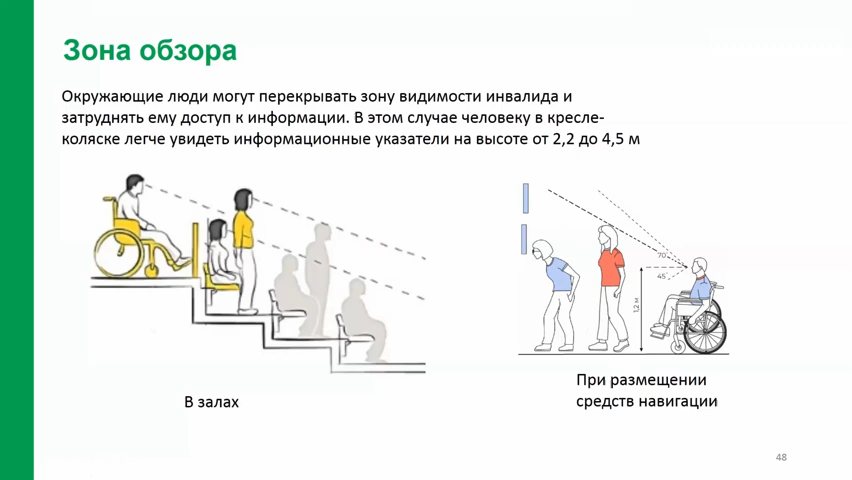 Зона обзора
Окружающие люди могут перекрывать зону видимости инвалида и
затруднять ему доступ к информации. В этом случае человеку в кресле-
коляске легче увидеть информационные указатели на высоте от 2,2 до 4,5 м
70
45
1,2 м
В залах
При размещении
средств навигации
48